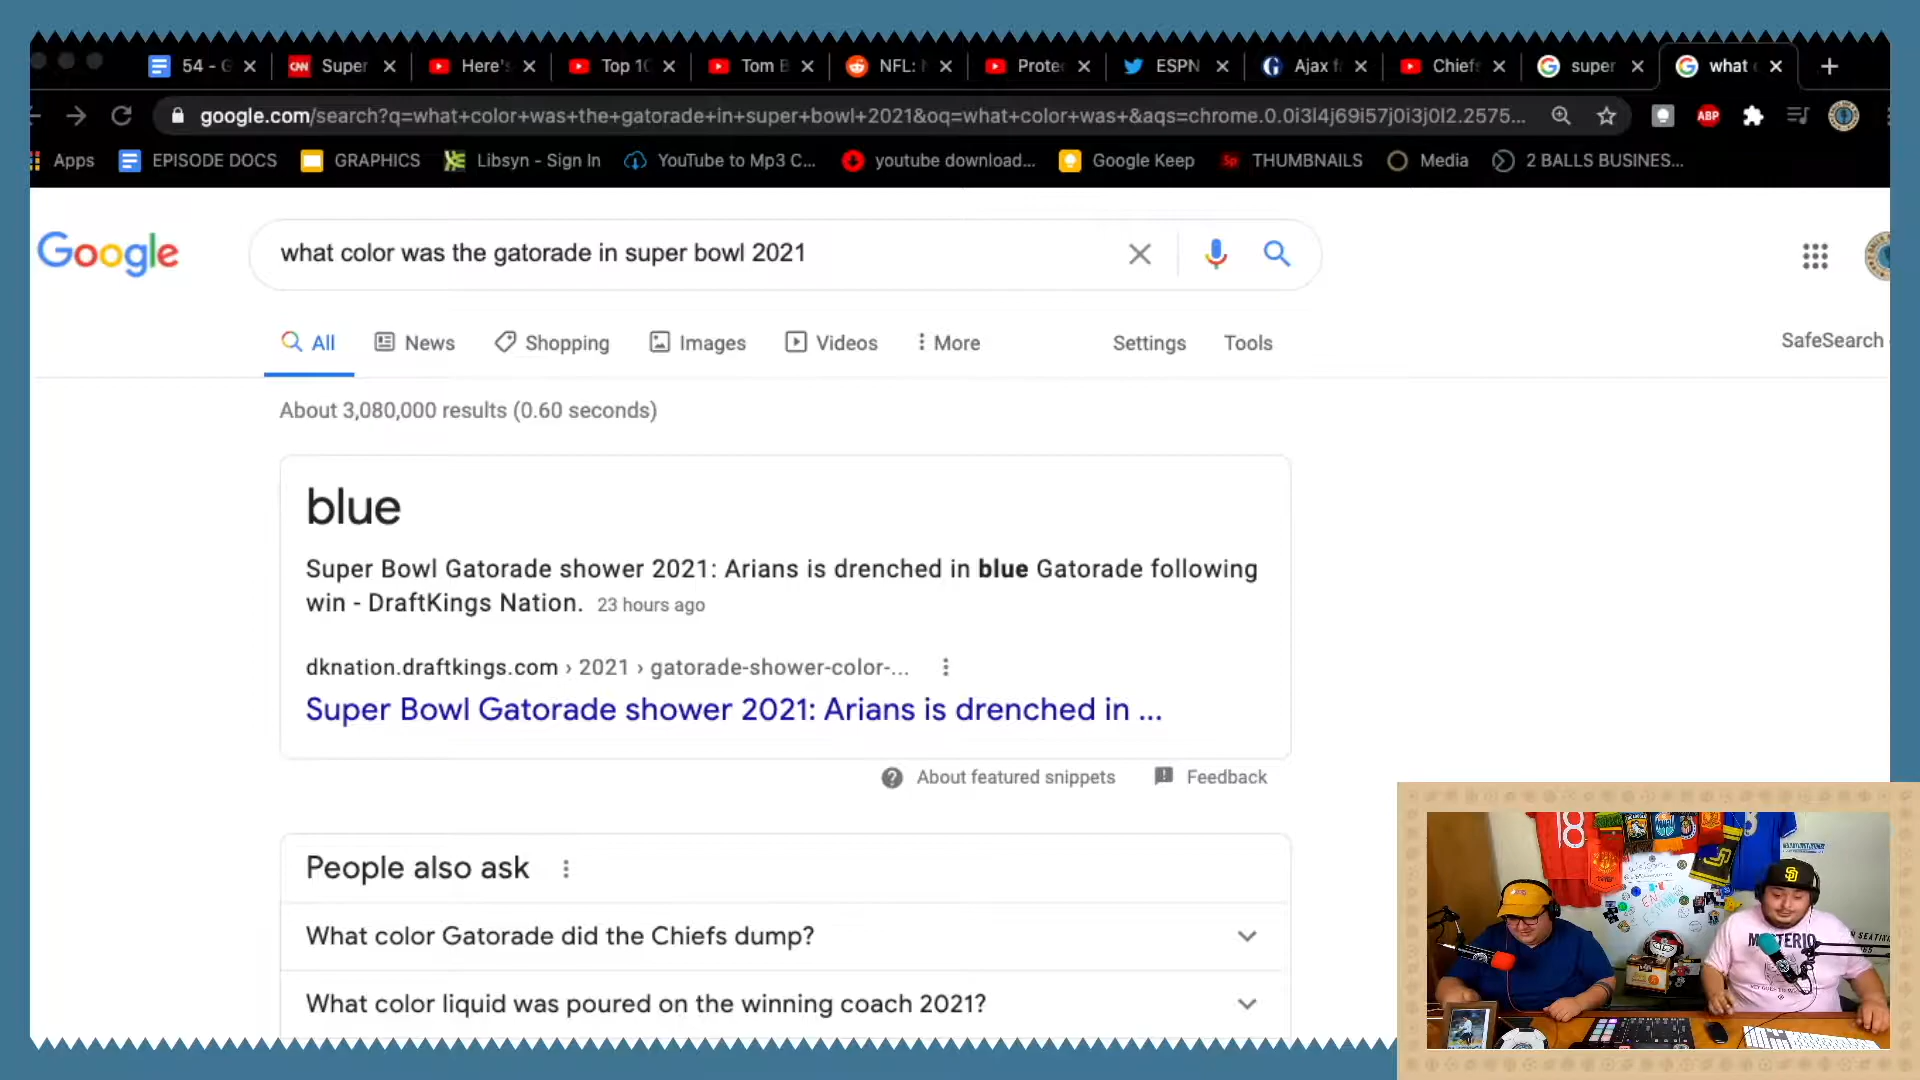 54 - G
CNN Super
Here's
Top 10
Tom B
NFL:
Prote
ESPN
Ajax f
Chiefs
super
what
google.com/search?q=what+color+was+the+gatorade+in+super+bowl+2021&oq=what+color+was+&aqs=chrome.0.0i3l4j69i57j0i3j0l2.2575...
ABP
Apps
EPISODE DOCS
GRAPHICS
Libsyn - Sign In
YouTube to Mp3 C...
youtube download...
Google Keep
Sp THUMBNAILS
Media
2 BALLS BUSINES...
Google
what color was the gatorade in super bowl 2021
All
News
Shopping
Images
Videos
More
Settings
Tools
SafeSearch
About 3,080,000 results (0.60 seconds)
blue
Super Bowl Gatorade shower 2021: Arians is drenched in blue Gatorade following
win - DraftKings Nation. 23 hours ago
dknation.draftkings.com › 2021 › gatorade-shower-color-...
Super Bowl Gatorade shower 2021: Arians is drenched in ...
About featured snippets
Feedback
People also ask
What color Gatorade did the Chiefs dump?
What color liquid was poured on the winning coach 2021?
18
SD